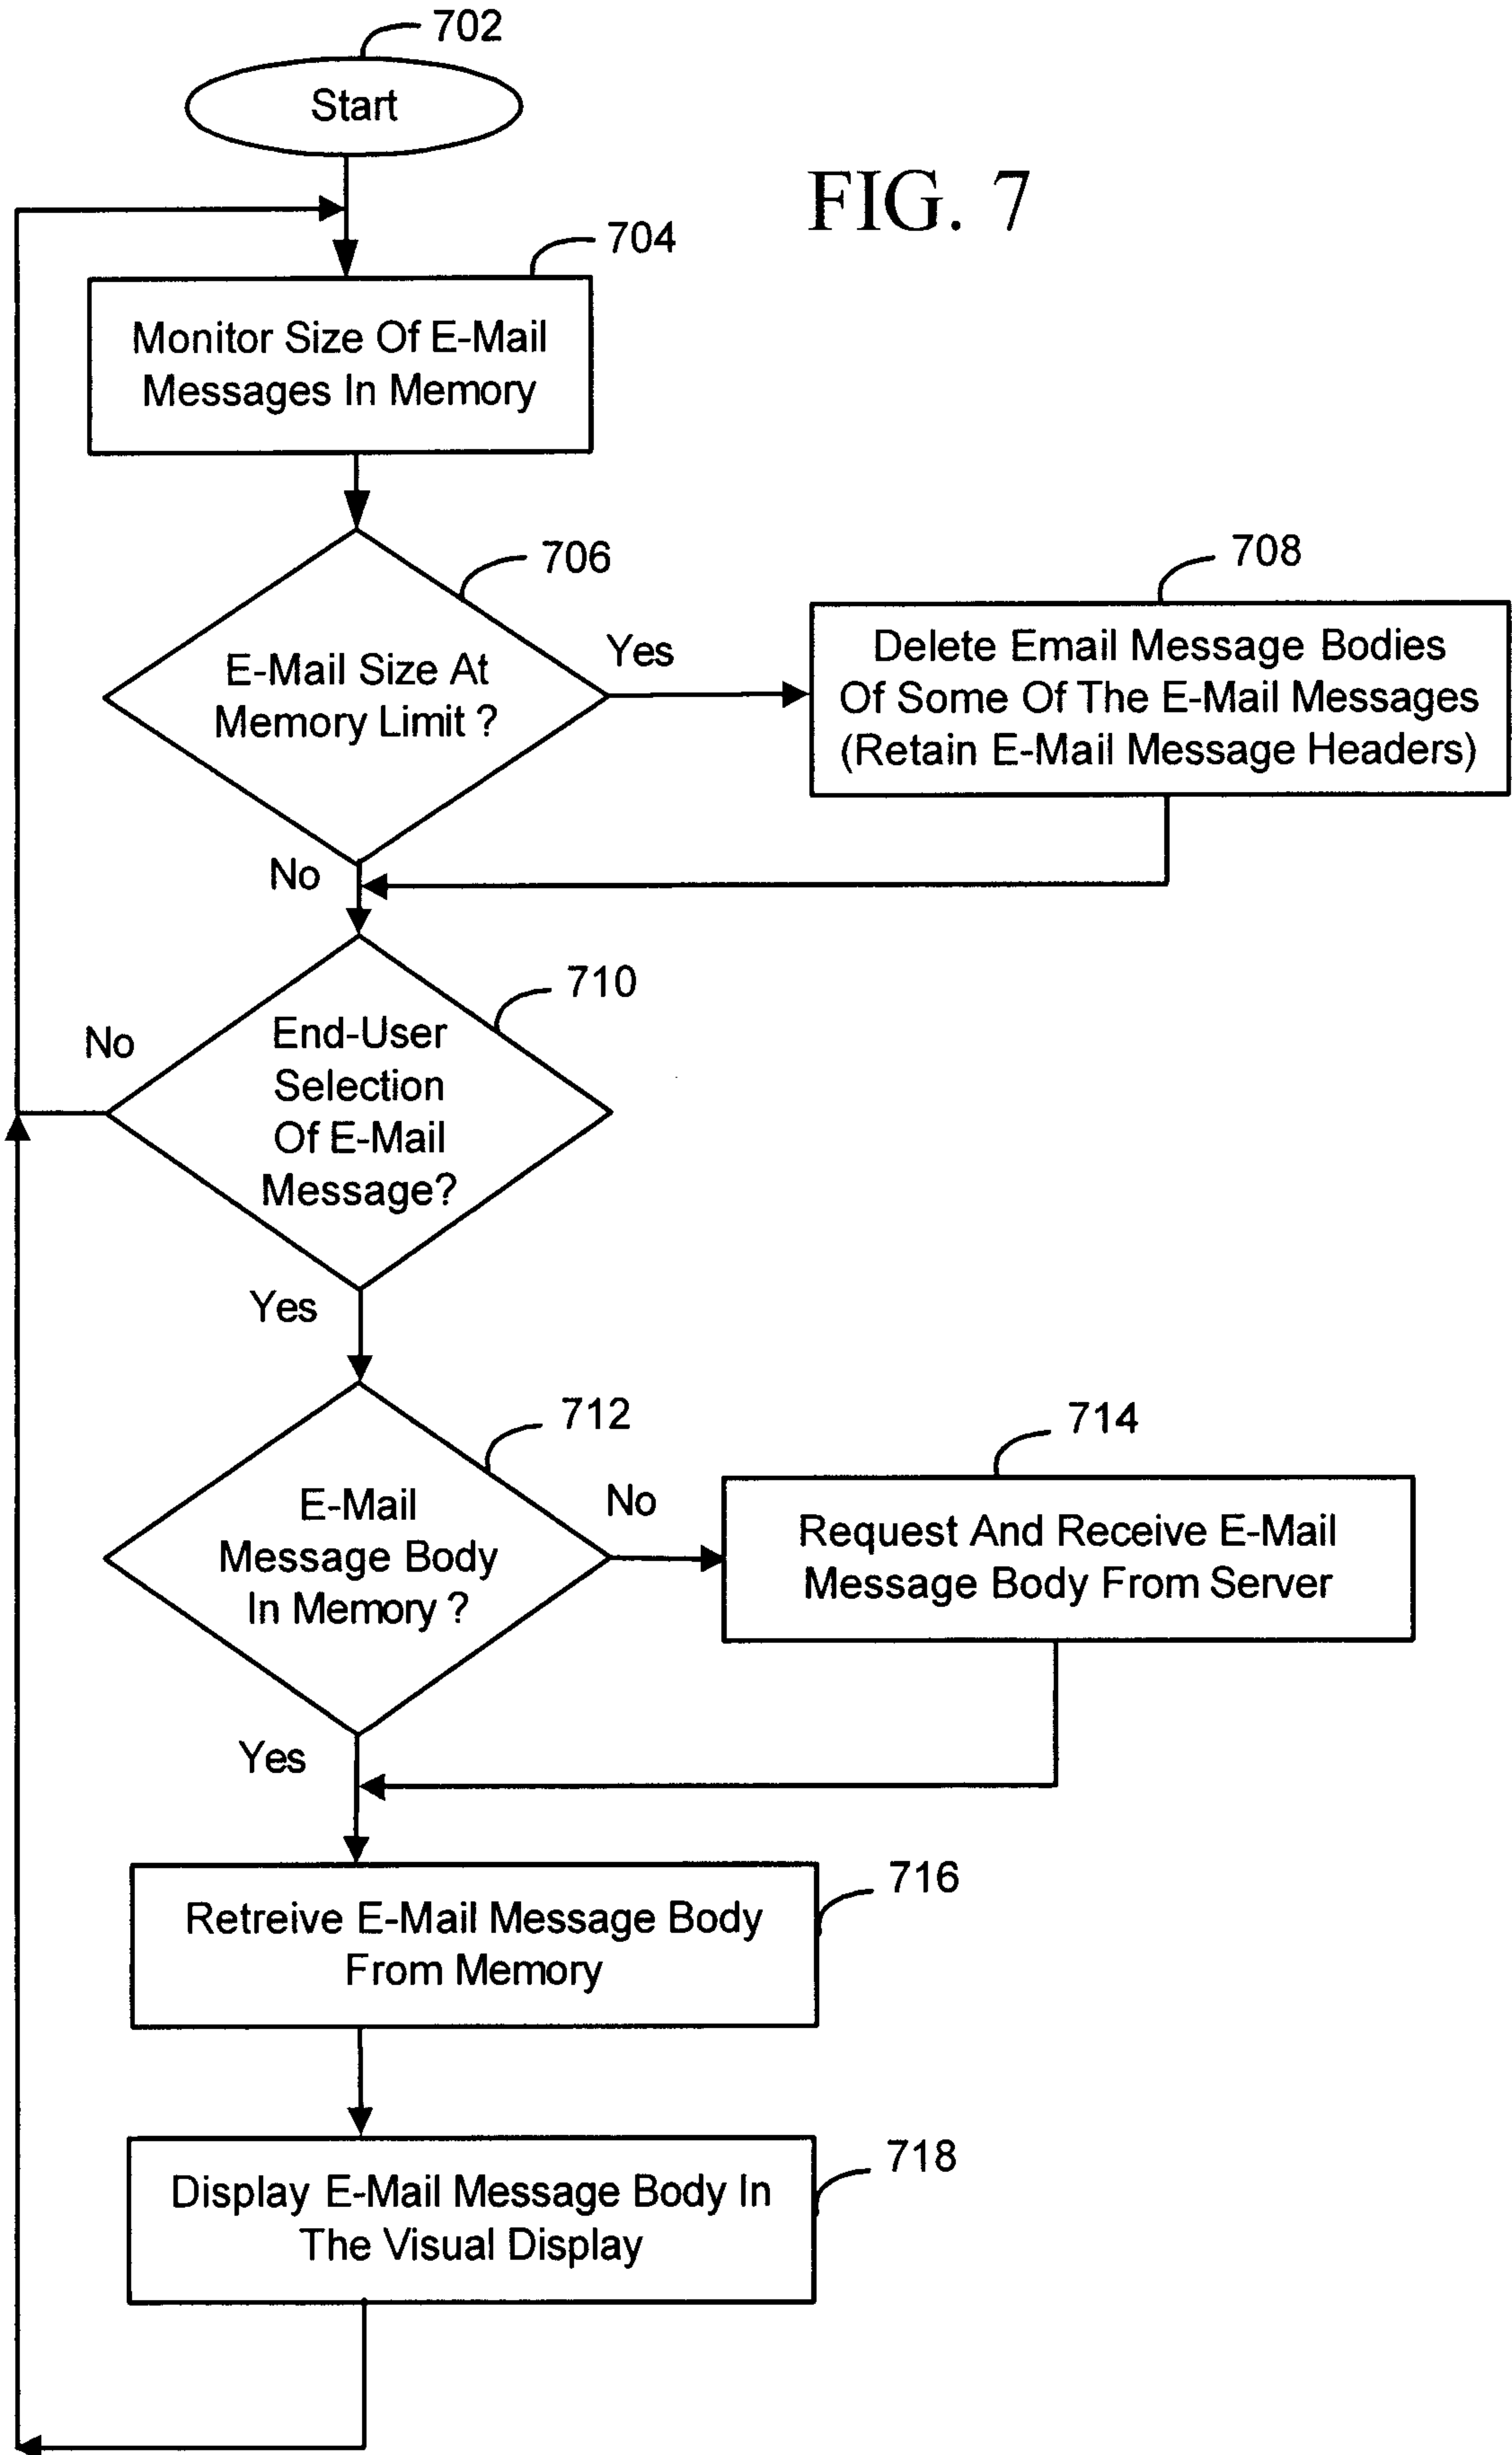 702
Start
FIG. 7
704
Monitor Size Of E-Mail
Messages In Memory
706
E-Mail Size At
Memory Limit ?
Yes
708
Delete Email Message Bodies
Of Some Of The E-Mail Messages
(Retain E-Mail Message Headers)
No
710
No
End-User
Selection
Of E-Mail
Message?
Yes
712
E-Mail
Message Body
In Memory ?
No
714
Request And Receive E-Mail
Message Body From Server
Yes
716
Retreive E-Mail Message Body
From Memory
718
Display E-Mail Message Body In
The Visual Display